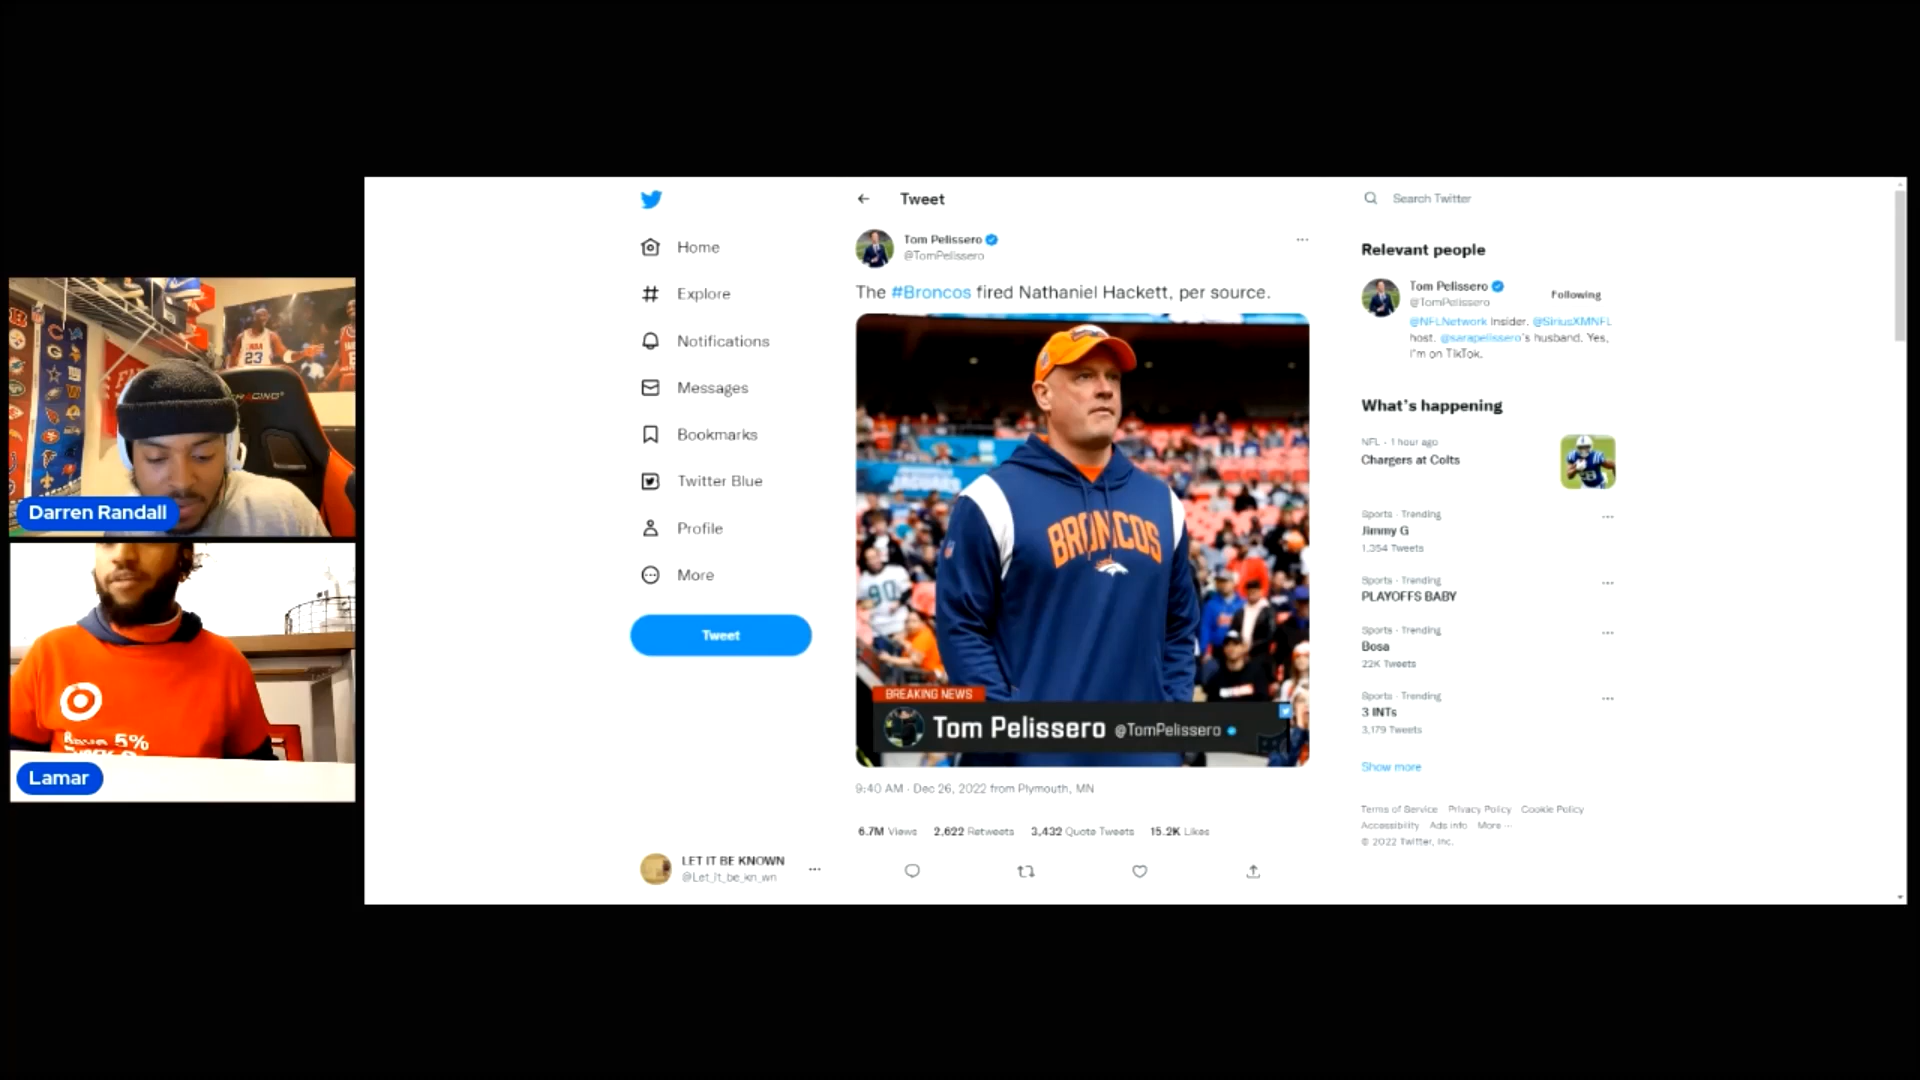 Darren Randall
Lamar
23
Home
Explore
Notifications
Messages
Bookmarks
Twitter Blue
Profile
More
Tweet
LET IT BE KNOWN
@Let_it_be_kn_wn
Tweet
Tom Pelissero
@TomPelissero
The #Broncos fired Nathaniel Hackett, per source.
BRONCOS
90
BREAKING NEWS
Tom Pelissero @TomPelissero
9:40 AM · Dec 26, 2022 from Plymouth, MN
6.7M Views 2,622 Retweets 3,432 Quote Tweets 15.2K Likes
Search Twitter
Relevant people
Tom Pelissero
@TomPelissero
Following
@NFLNetwork Insider. @SiriusXMNFL
host. @sarapelissero's husband. Yes,
I'm on TikTok.
What's happening
NFL · 1 hour ago
Chargers at Colts
Sports · Trending
Jimmy G
1,354 Tweets
Sports · Trending
PLAYOFFS BABY
Sports · Trending
Bosa
22K Tweets
Sports · Trending
3 INTs
3,179 Tweets
Show more
Terms of Service Privacy Policy Cookie Policy
Accessibility Ads info More ···
© 2022 Twitter, Inc.